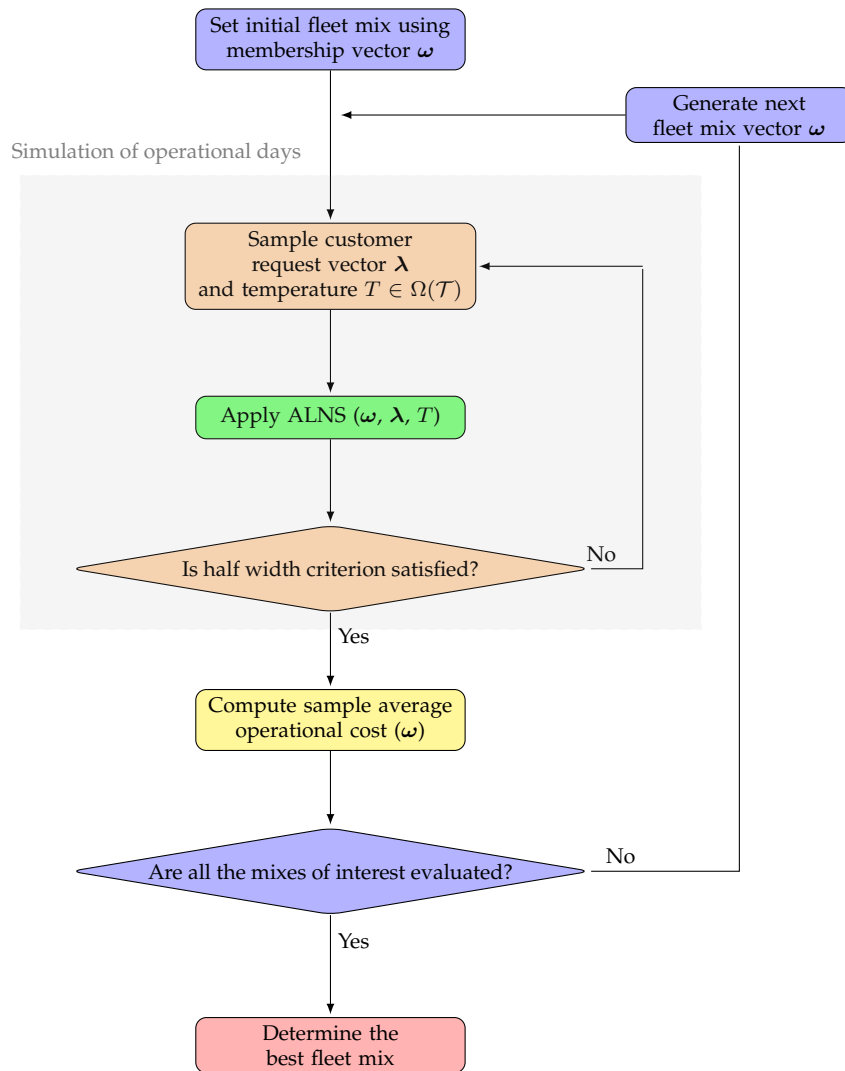 Set initial fleet mix using
membership vector ω
Generate next
fleet mix vector ω
Simulation of operational days
Sample customer
request vector λ
and temperature T ∈ Ω(𝒯)
Apply ALNS (ω, λ, T)
Is half width criterion satisfied?
No
Yes
Compute sample average
operational cost (ω)
Are all the mixes of interest evaluated?
No
Yes
Determine the
best fleet mix